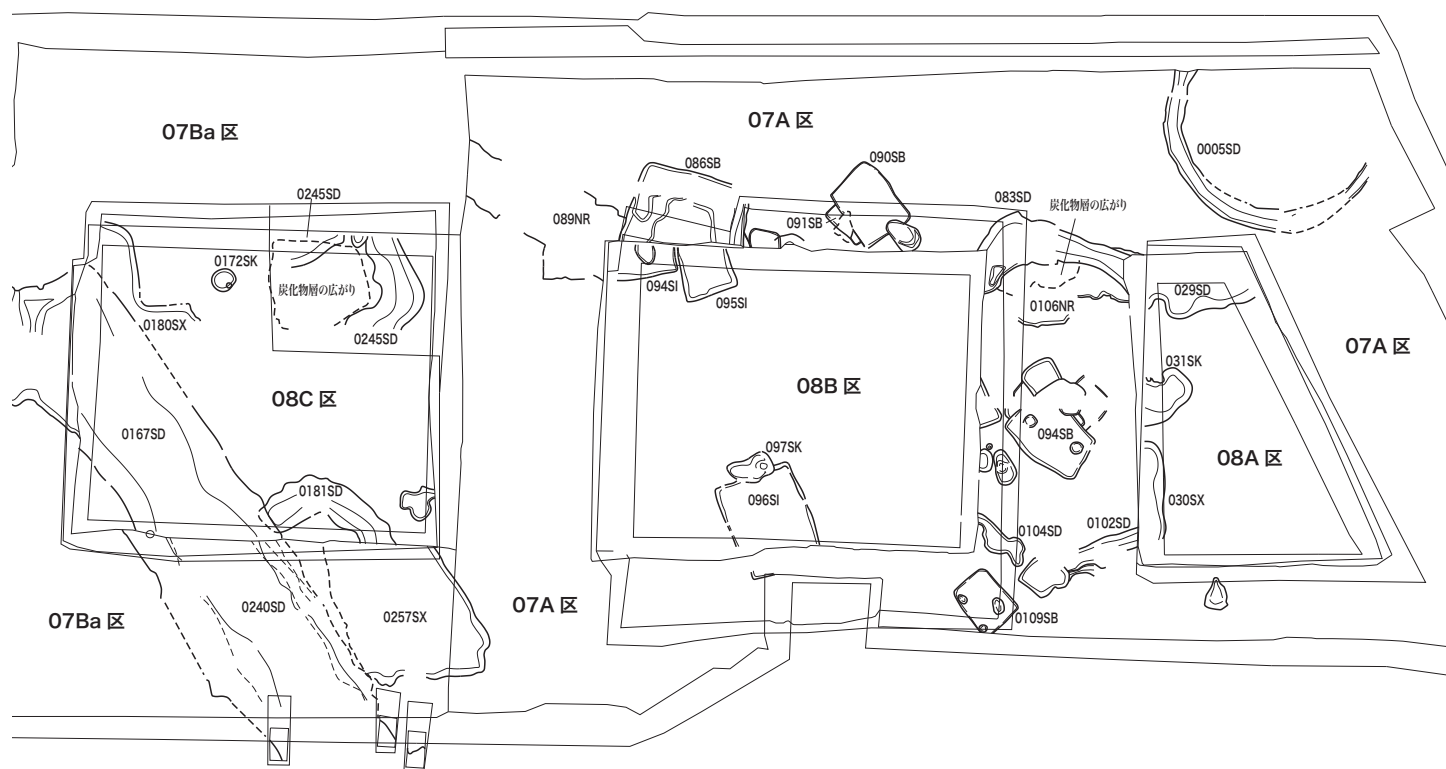 07Ba 区
07A 区
0005SD
086SB
090SB
0245SD
083SD
炭化物層の広がり
089NR
091SB
0172SK
炭化物層の広がり
094SI
095SI
0106NR
029SD
0180SX
0245SD
07A 区
031SK
08C 区
08B 区
0167SD
094SB
097SK
08A 区
0181SD
096SI
030SX
0104SD
0102SD
07Ba 区
0240SD
0257SX
07A 区
0109SB